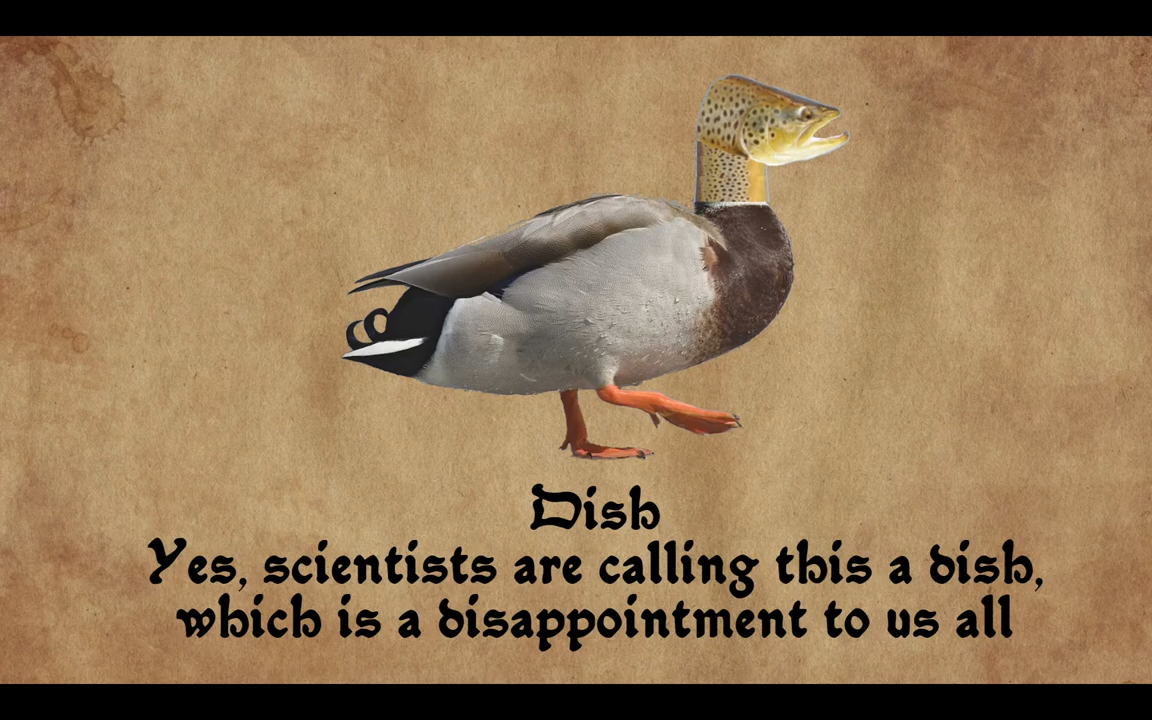 Dish
Yes, scientists are calling this a dish,
which is a disappointment to us all